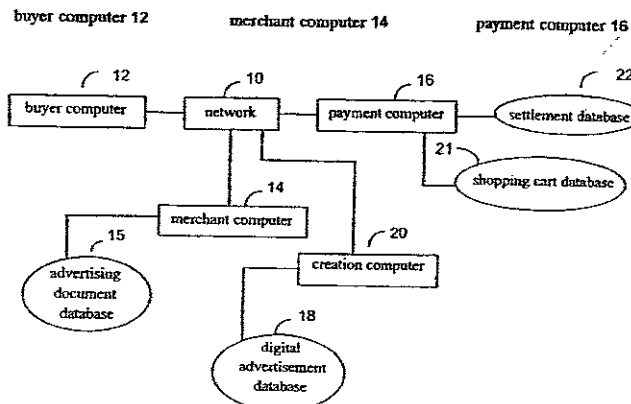 buyer computer 12
merchant computer 14
payment computer 16
12
10
16
22
buyer computer
network
payment computer
settlement database
21
shopping cart database
14
merchant computer
15
20
advertising
document
database
creation computer
18
digital
advertisement
database